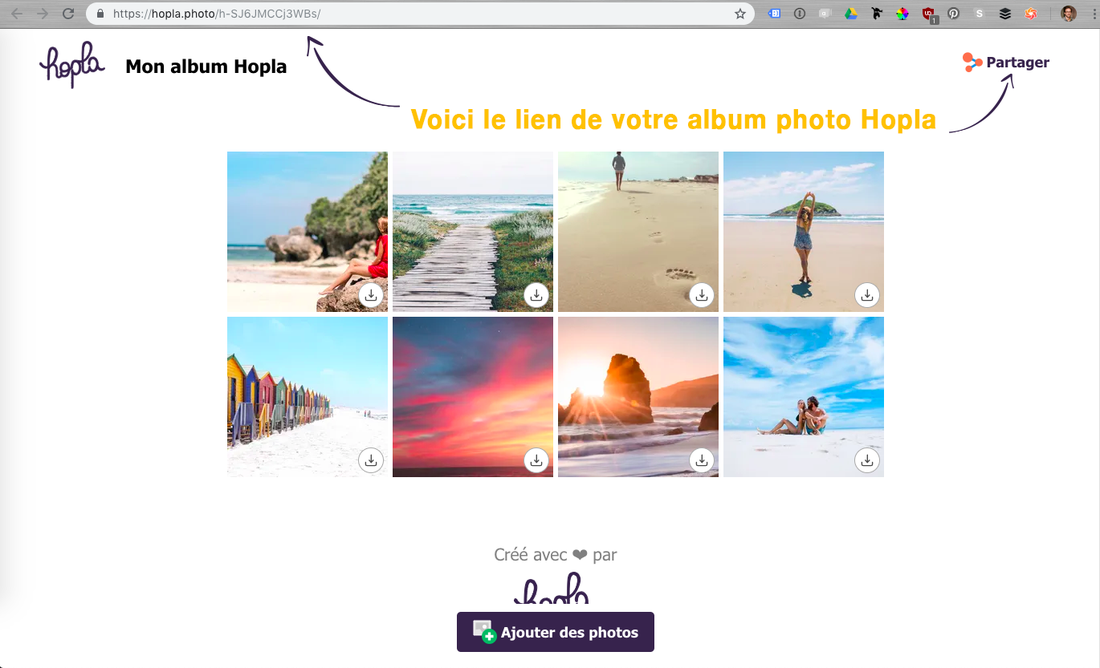 https://hopla.photo/h-SJ6JMCCj3WBs/
hopla
Mon album Hopla
Partager
Voici le lien de votre album photo Hopla
Créé avec ❤ par
hopla
Ajouter des photos